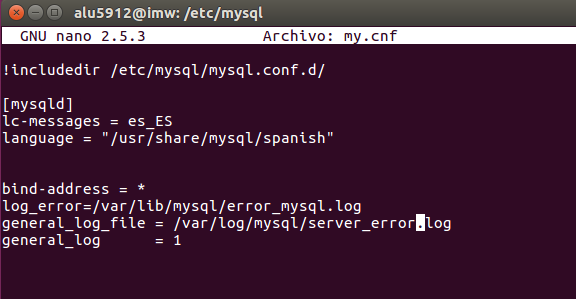 alu5912@imw: /etc/mysql
GNU nano 2.5.3 Archivo: my.cnf
!includedir /etc/mysql/mysql.conf.d/
[mysqld]
lc-messages = es_ES
language = "/usr/share/mysql/spanish"
bind-address = *
log_error=/var/lib/mysql/error_mysql.log
general_log_file = /var/log/mysql/server_error.log
general_log = 1